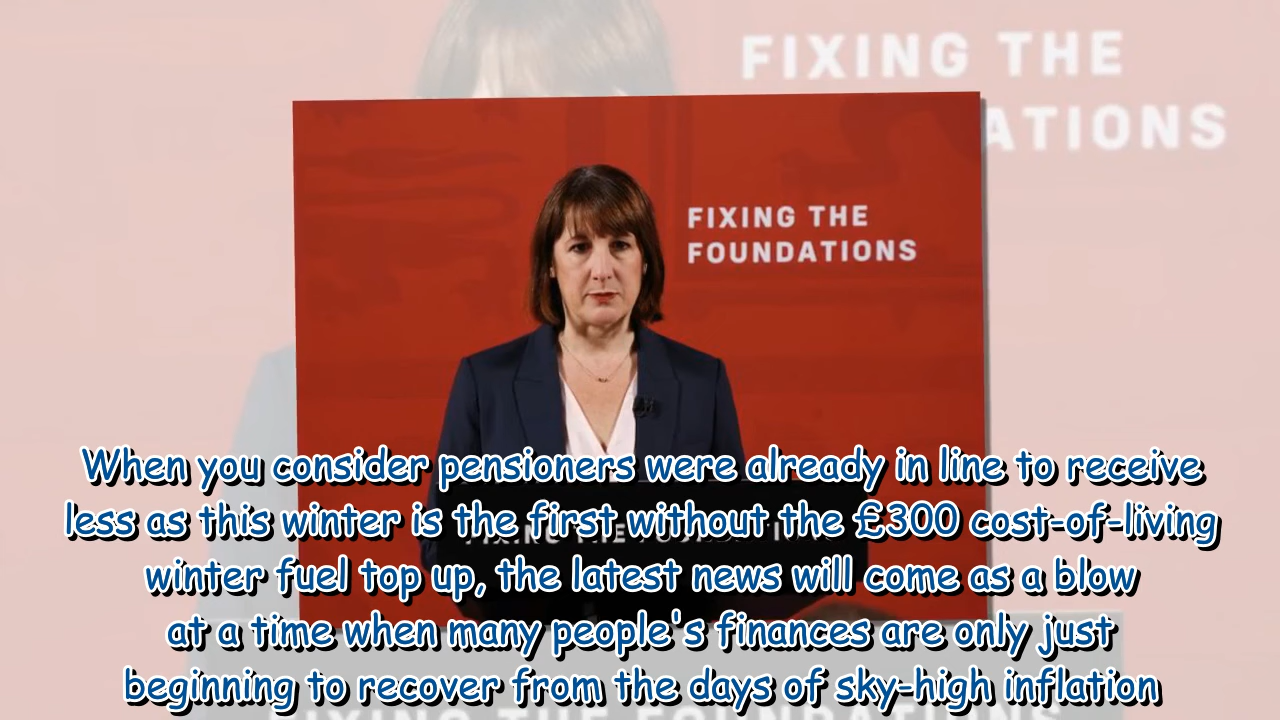 FIXING THE
ATIONS
FIXING THE
FOUNDATIONS
When you consider pensioners were already in line to receive
less as this winter is the first without the £300 cost-of-living
winter fuel top up, the latest news will come as a blow
at a time when many people's finances are only just
beginning to recover from the days of sky-high inflation